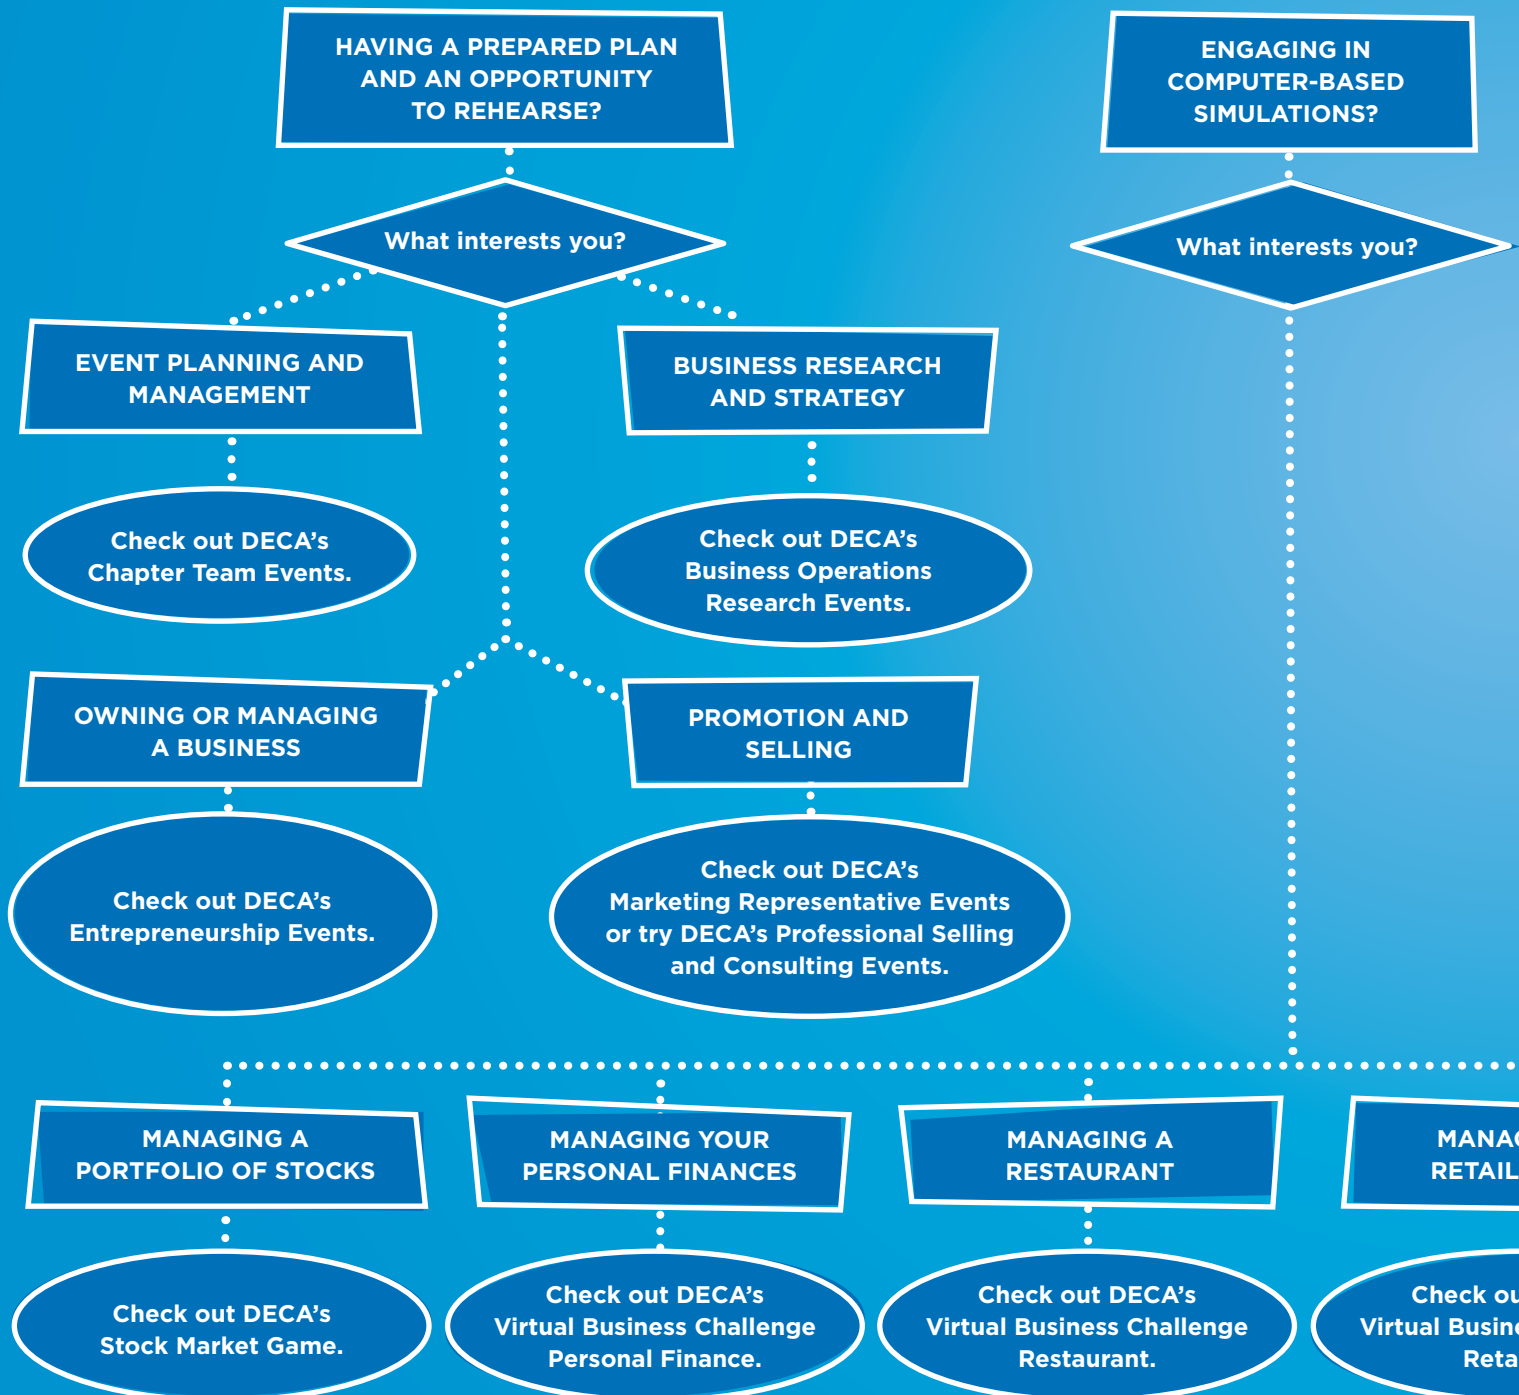 HAVING A PREPARED PLAN
AND AN OPPORTUNITY
TO REHEARSE?
What interests you?
EVENT PLANNING AND
MANAGEMENT
Check out DECA’s
Chapter Team Events.
BUSINESS RESEARCH
AND STRATEGY
Check out DECA’s
Business Operations
Research Events.
OWNING OR MANAGING
A BUSINESS
Check out DECA’s
Entrepreneurship Events.
PROMOTION AND
SELLING
Check out DECA’s
Marketing Representative Events
or try DECA’s Professional Selling
and Consulting Events.
ENGAGING IN
COMPUTER-BASED
SIMULATIONS?
What interests you?
MANAGING A
PORTFOLIO OF STOCKS
Check out DECA’s
Stock Market Game.
MANAGING YOUR
PERSONAL FINANCES
Check out DECA’s
Virtual Business Challenge
Personal Finance.
MANAGING A
RESTAURANT
Check out DECA’s
Virtual Business Challenge
Restaurant.
RETAIL
Check
Virtual